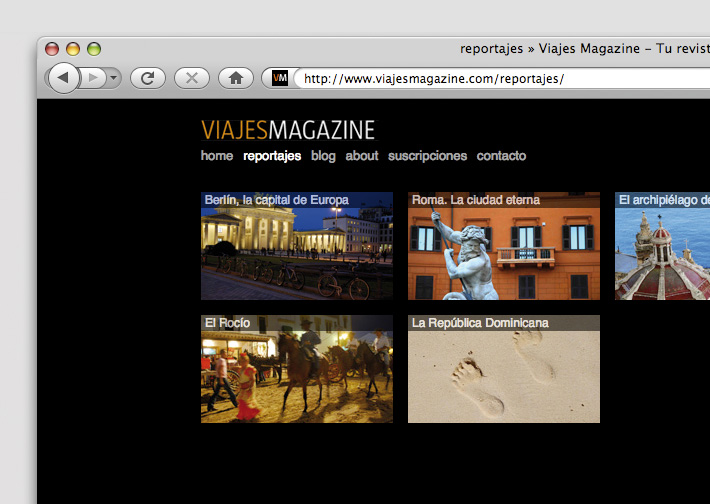 reportajes » Viajes Magazine – Tu revist
VM
http://www.viajesmagazine.com/reportajes/
VIAJESMAGAZINE
home reportajes blog about suscripciones contacto
Berlín, la capital de Europa
Roma. La ciudad eterna
El archipiélago de
El Rocío
La República Dominicana